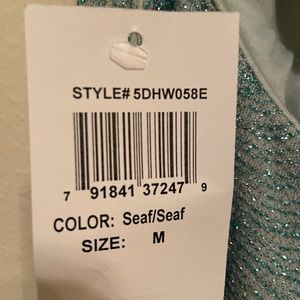 STYLE# 5DHW058E
7 91841 37247 9
COLOR: Seaf/Seaf
SIZE: M